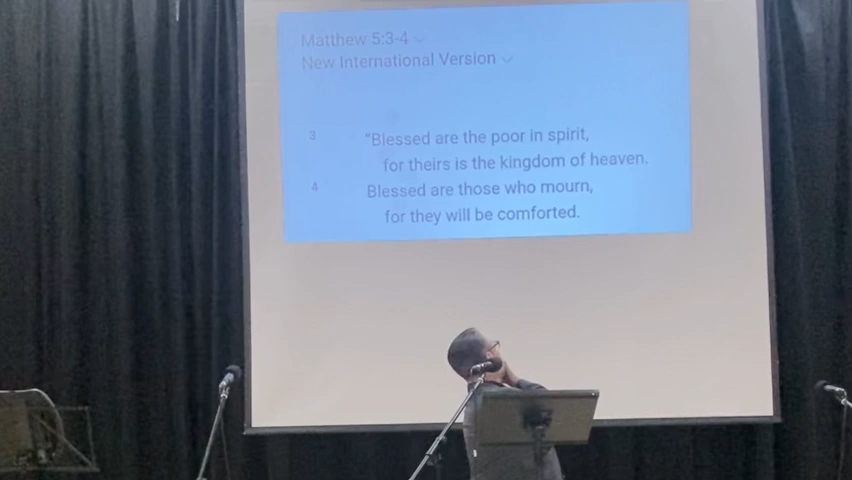 Matthew 5:3-4
New International Version
3 "Blessed are the poor in spirit,
for theirs is the kingdom of heaven.
4 Blessed are those who mourn,
for they will be comforted.